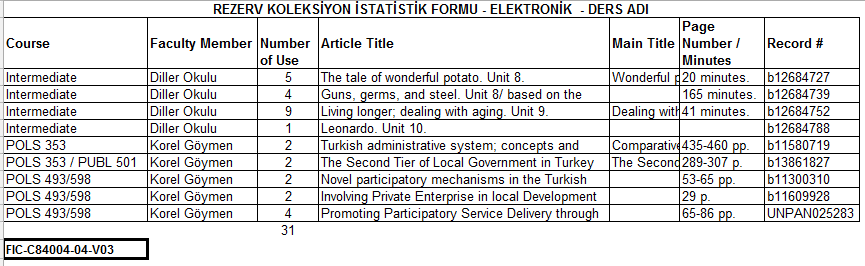 REZERV KOLEKSİYON İSTATİSTİK FORMU - ELEKTRONİK - DERS ADI
Course Faculty Member Number of Use Article Title Main Title Page Number / Minutes Record #
Intermediate Diller Okulu 5 The tale of wonderful potato. Unit 8. Wonderful 20 minutes. b12684727
Intermediate Diller Okulu 4 Guns, germs, and steel. Unit 8/ based on the 165 minutes. b12684739
Intermediate Diller Okulu 9 Living longer; dealing with aging. Unit 9. Dealing with 41 minutes. b12684752
Intermediate Diller Okulu 1 Leonardo. Unit 10. b12684788
POLS 353 Korel Göymen 2 Turkish administrative system; concepts and Comparative 435-460 pp. b11580719
POLS 353 / PUBL 501 Korel Göymen 2 The Second Tier of Local Government in Turkey The Second 289-307 p. b13861827
POLS 493/598 Korel Göymen 2 Novel participatory mechanisms in the Turkish 53-65 pp. b11300310
POLS 493/598 Korel Göymen 2 Involving Private Enterprise in local Development 29 p. b11609928
POLS 493/598 Korel Göymen 4 Promoting Participatory Service Delivery through 65-86 pp. UNPAN025283
31
FIC-C84004-04-V03